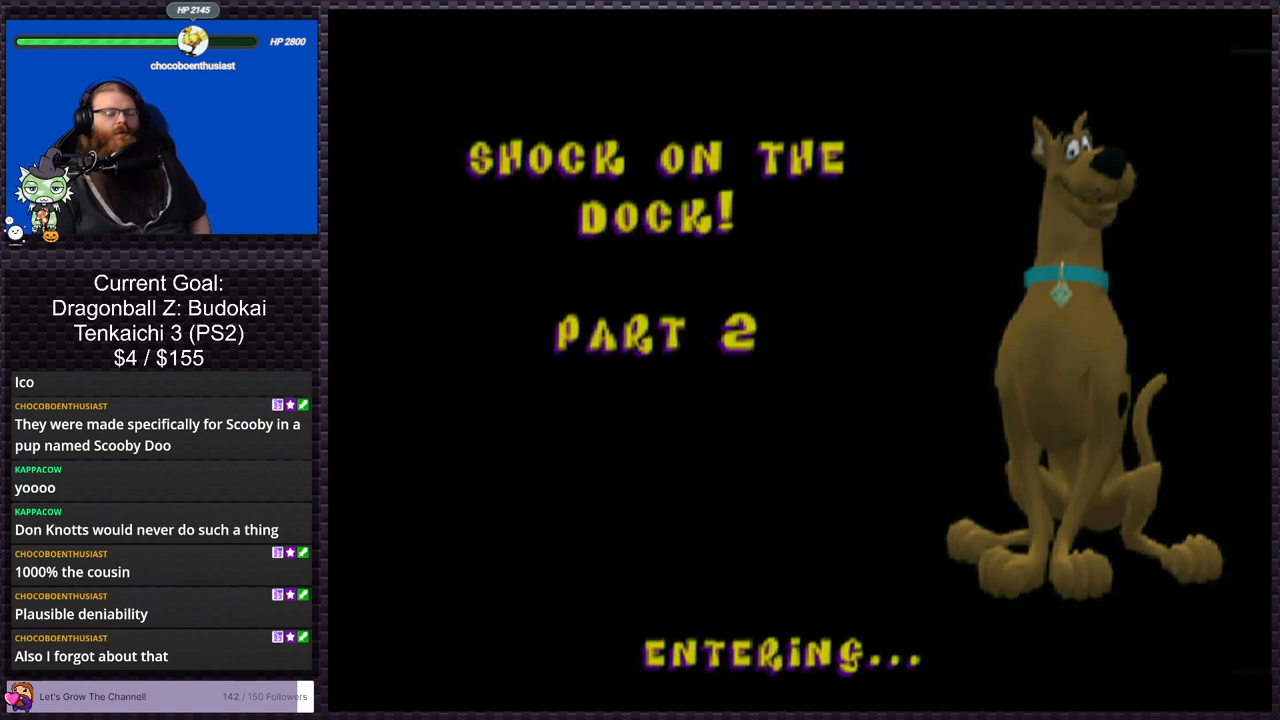 HP 2145
HP 2800
chocoboenthusiast
SHOCK ON THE
DOCK!
PART 2
ENTERING...
Current Goal:
Dragonball Z: Budokai
Tenkaichi 3 (PS2)
$4 / $155
Ico
CHOCOBOENTHUSIAST
They were made specifically for Scooby in a
pup named Scooby Doo
KAPPACOW
yoooo
KAPPACOW
Don Knotts would never do such a thing
CHOCOBOENTHUSIAST
1000% the cousin
CHOCOBOENTHUSIAST
Plausible deniability
CHOCOBOENTHUSIAST
Also I forgot about that
Let's Grow The Channel! 142 / 150 Followers